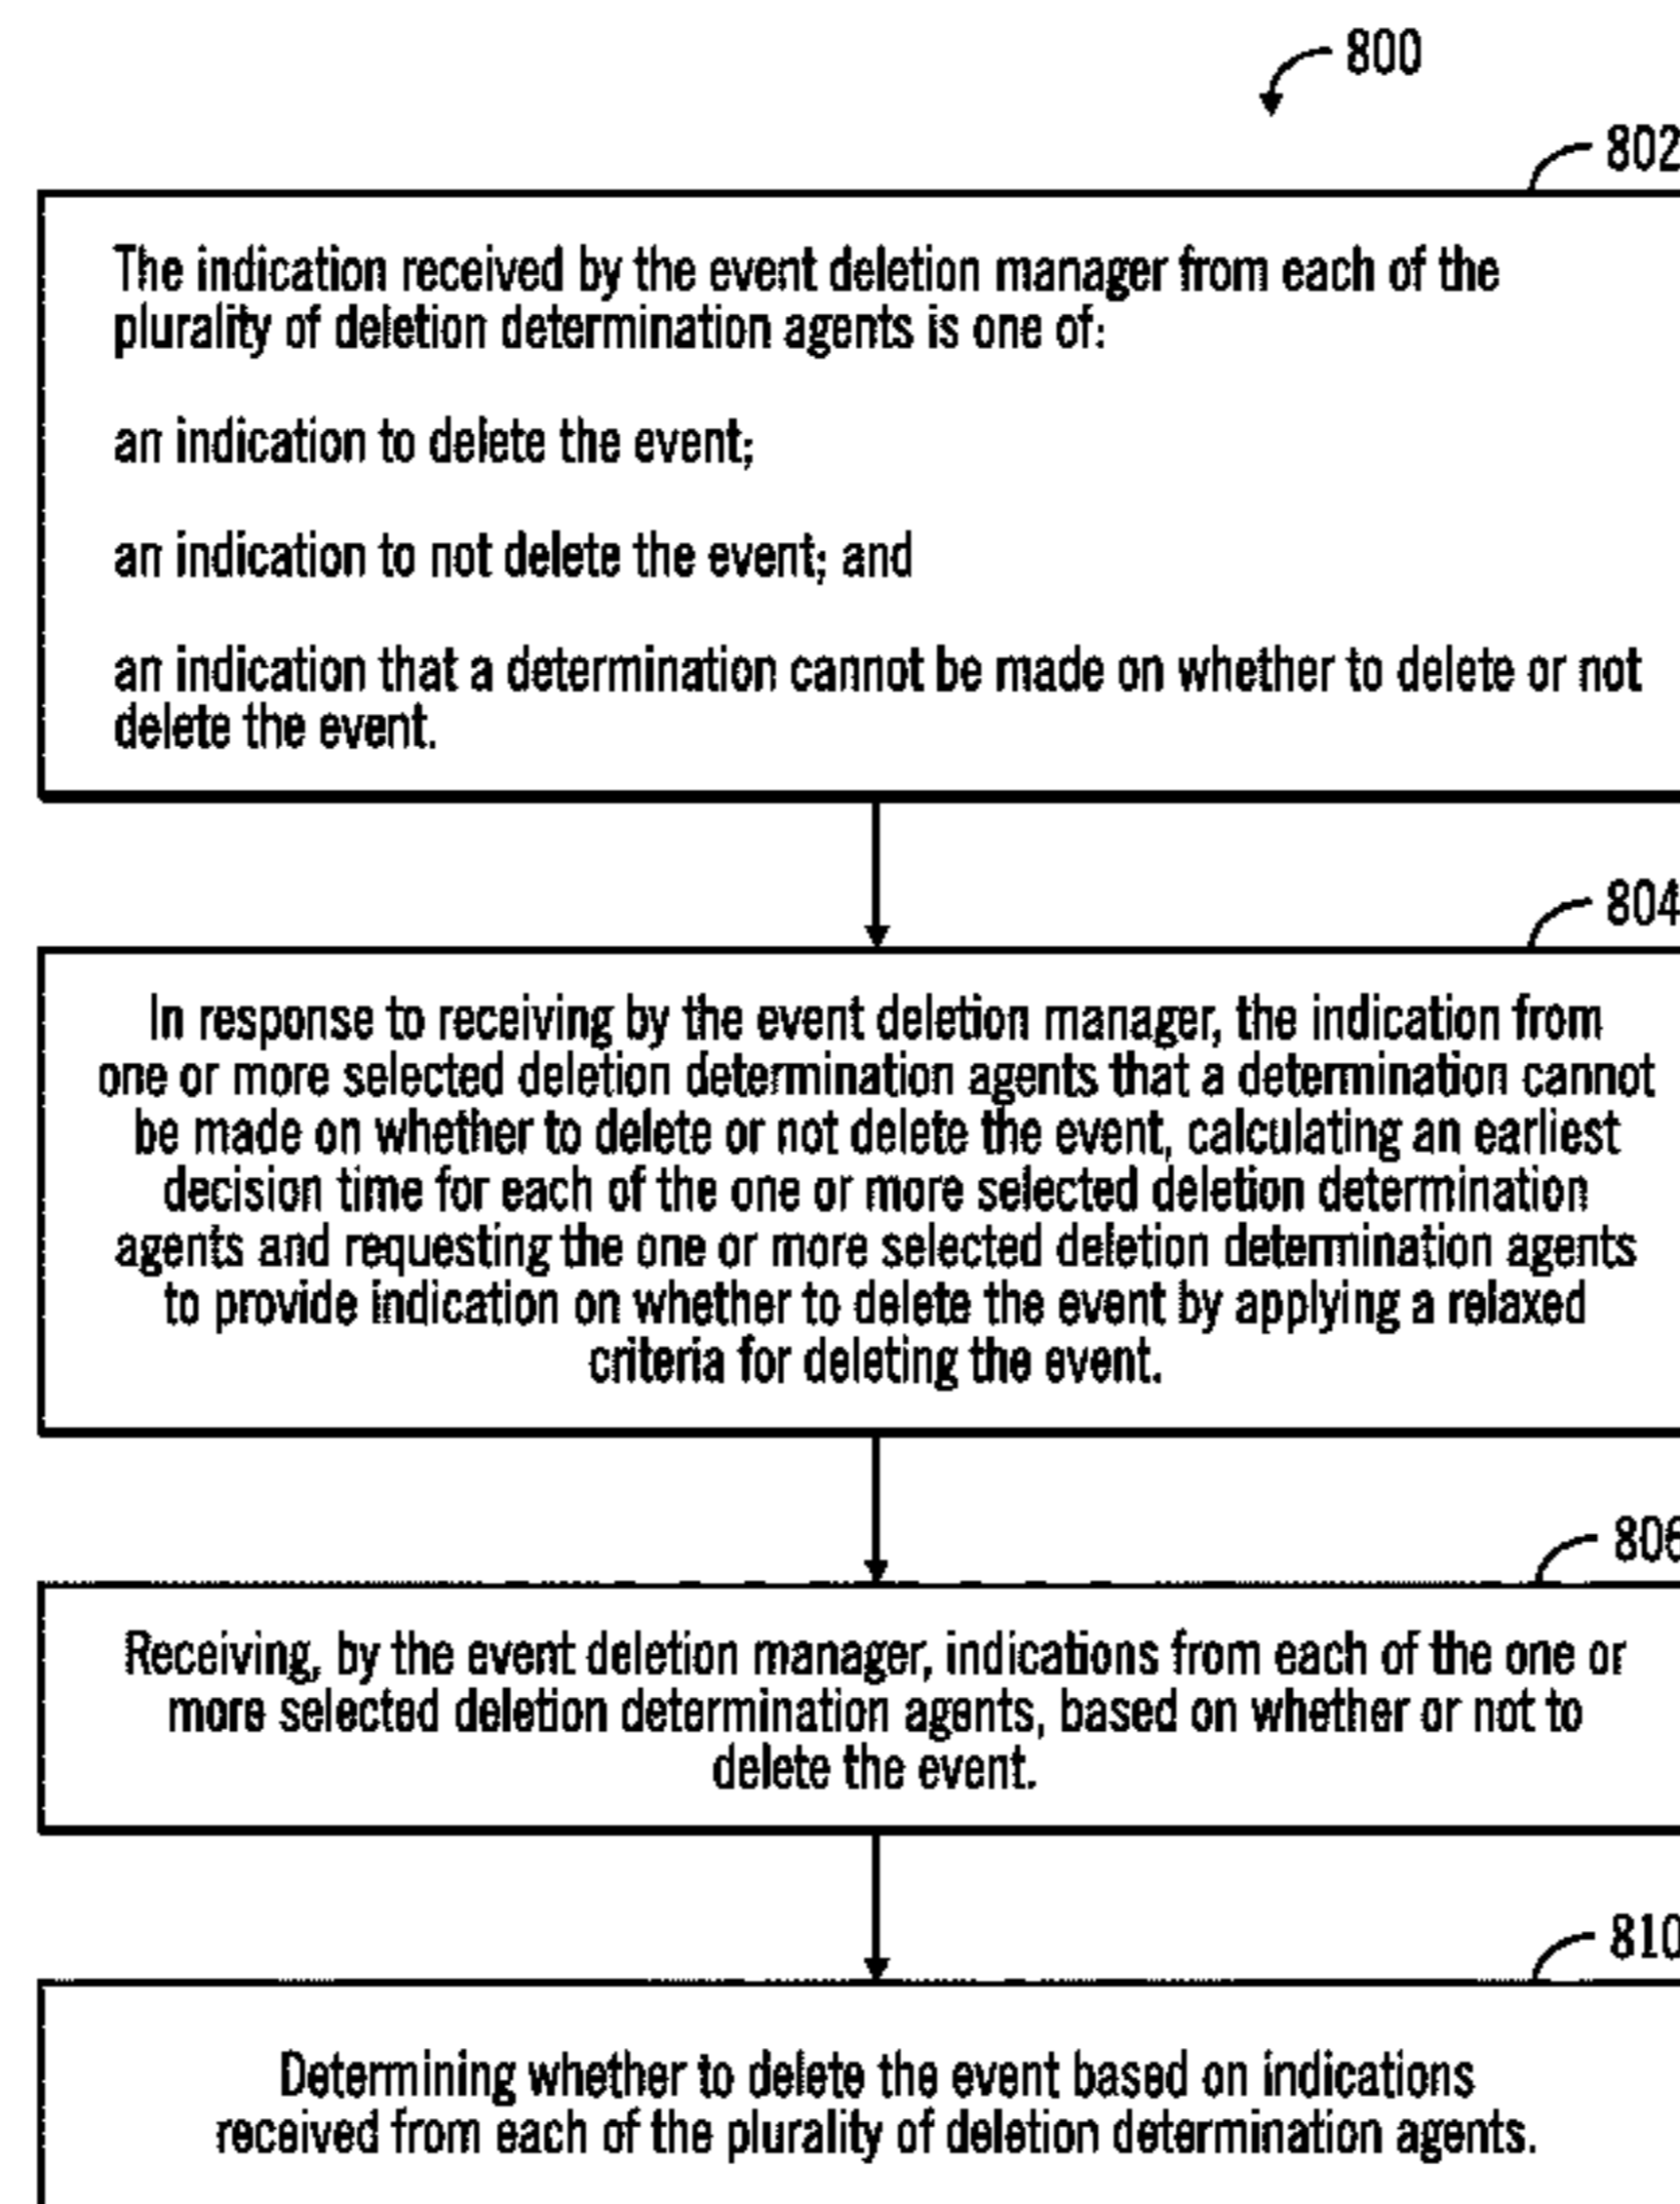 800
802
The indication received by the event deletion manager from each of the
plurality of deletion determination agents is one of:
an indication to delete the event;
an indication to not delete the event; and
an indication that a determination cannot be made on whether to delete or not
delete the event.
804
In response to receiving by the event deletion manager, the indication from
one or more selected deletion determination agents that a determination cannot
be made on whether to delete or not delete the event, calculating an earliest
decision time for each of the one or more selected deletion determination
agents and requesting the one or more selected deletion determination agents
to provide indication on whether to delete the event by applying a relaxed
criteria for deleting the event.
806
Receiving, by the event deletion manager, indications from each of the one or
more selected deletion determination agents, based on whether or not to
delete the event.
810
Determining whether to delete the event based on indications
received from each of the plurality of deletion determination agents.